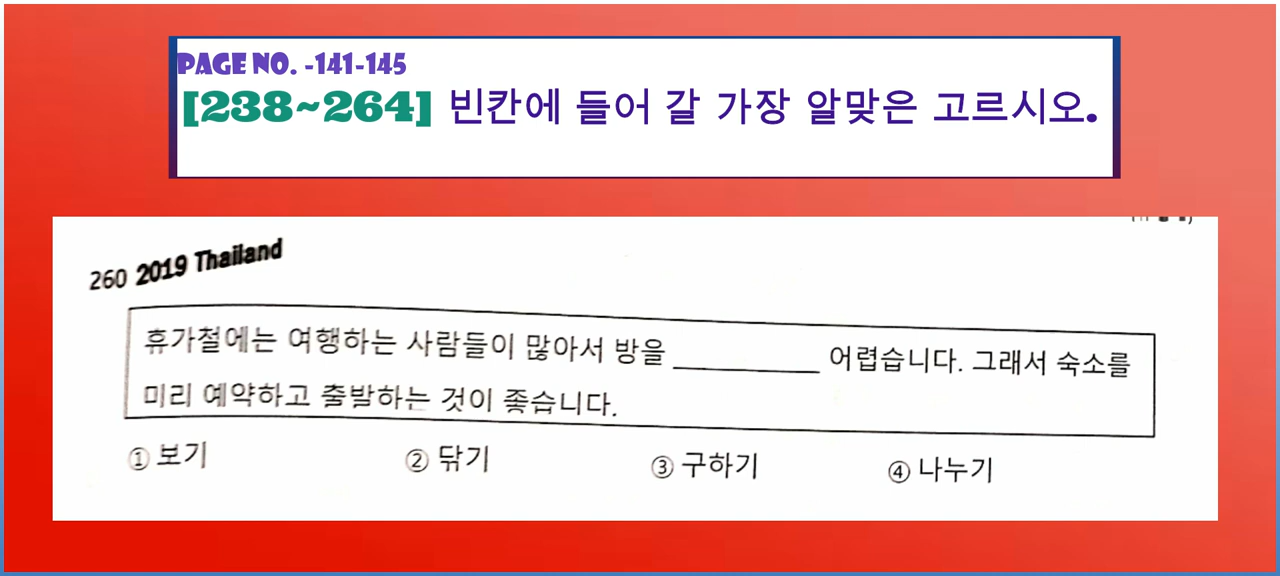 PAGE NO. -141-145
[238~264] 빈칸에 들어 갈 가장 알맞은 고르시오.
260 2019 Thailand
휴가철에는 여행하는 사람들이 많아서 방을 __________ 어렵습니다. 그래서 숙소를
미리 예약하고 출발하는 것이 좋습니다.
① 보기 ② 닦기 ③ 구하기 ④ 나누기